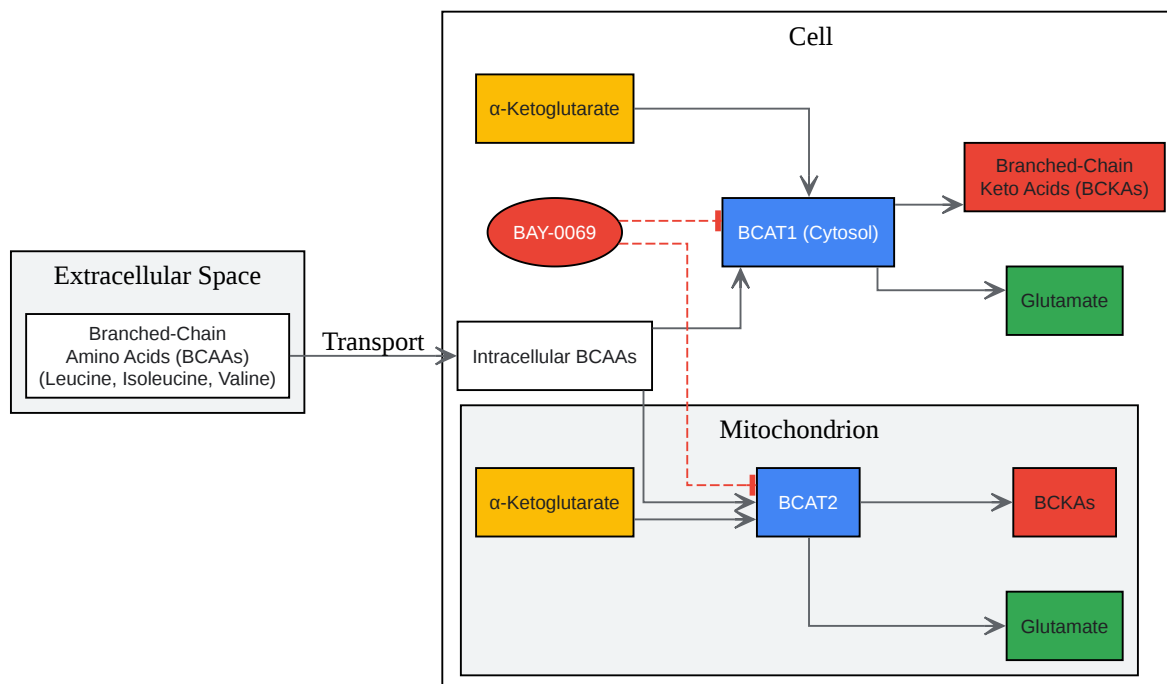 Cell
α-Ketoglutarate
Branched-Chain
Keto Acids (BCKAs)
BAY-0069
BCAT1 (Cytosol)
Extracellular Space
Glutamate
Branched-Chain
Amino Acids (BCAAs)
(Leucine, Isoleucine, Valine)
Transport
Intracellular BCAAs
Mitochondrion
α-Ketoglutarate
BCAT2
BCKAs
Glutamate